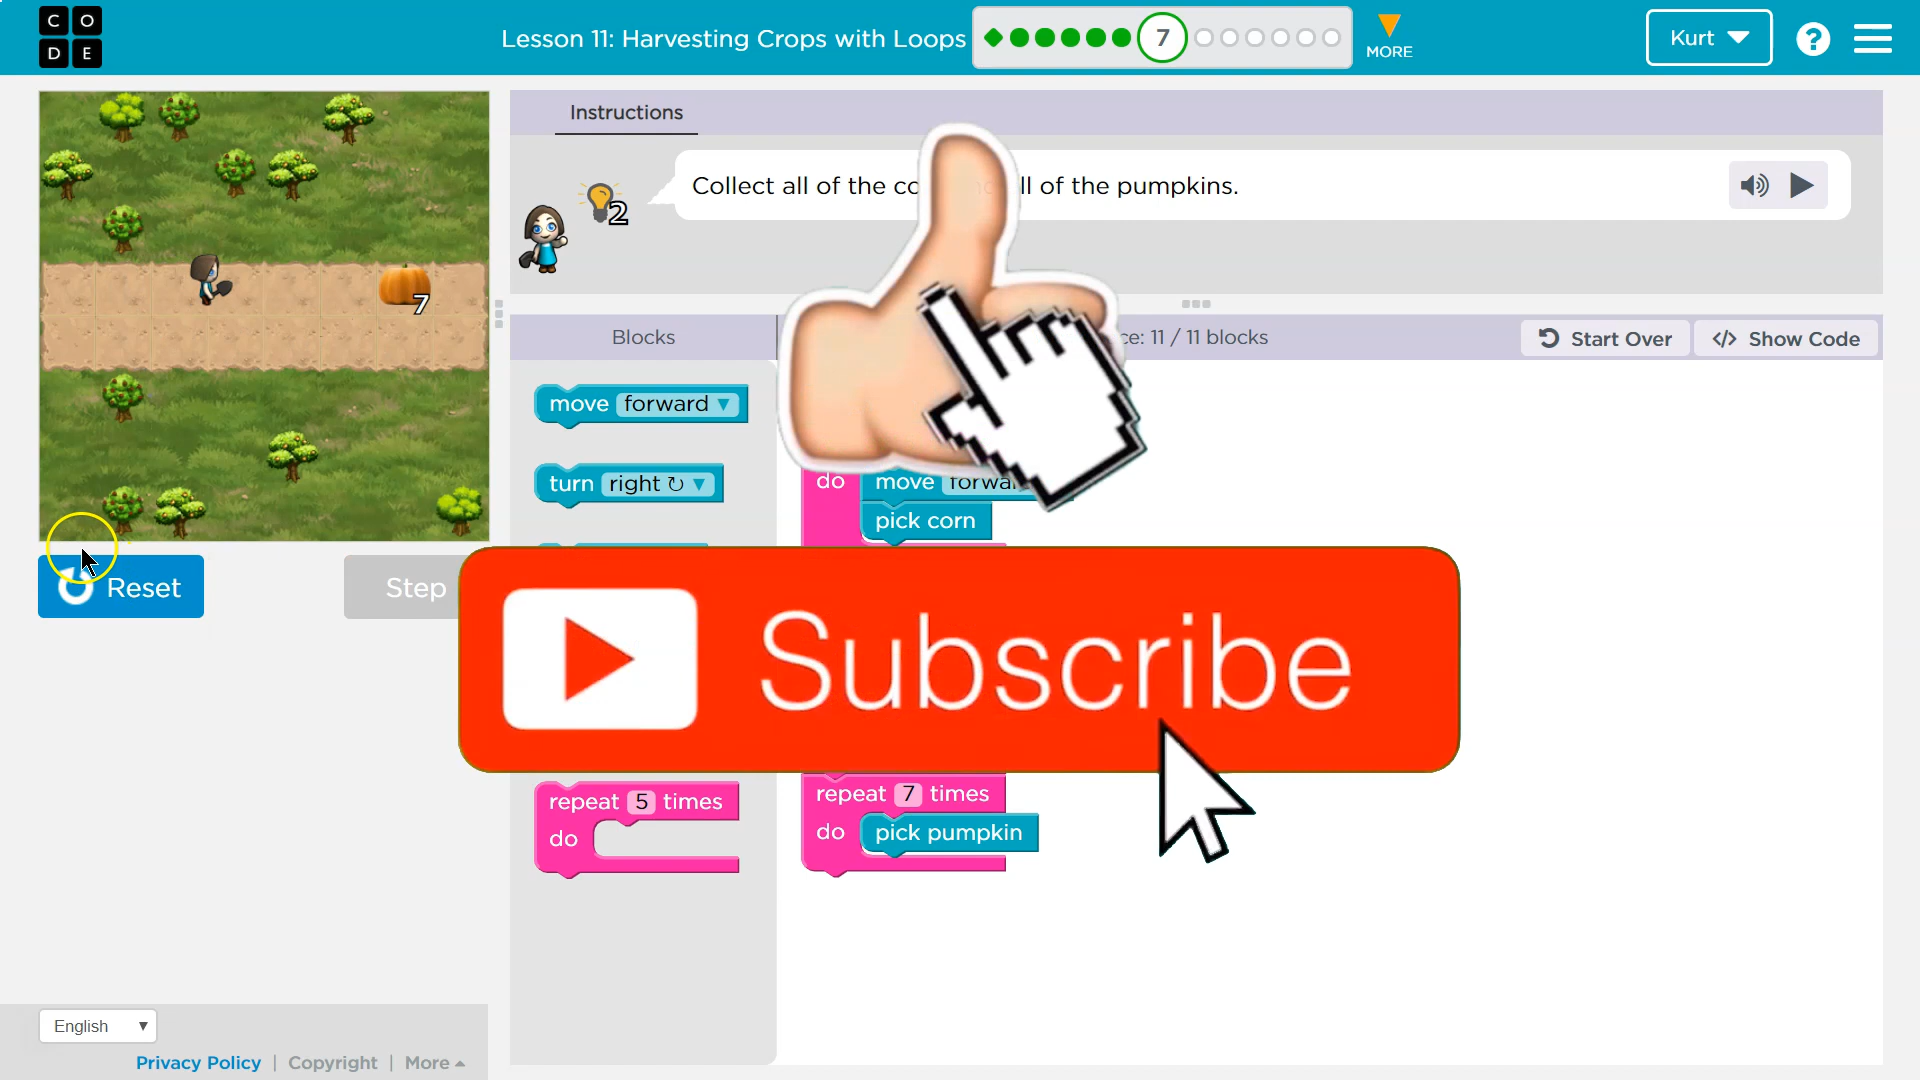 C O
D E
Lesson 11: Harvesting Crops with Loops
7
MORE
Kurt
?
Instructions
2
Collect all of the co ll of the pumpkins.
7
Blocks
ce: 11 / 11 blocks
Start Over
</> Show Code
move forward
turn right
do move forwar
pick corn
Reset
Step
Subscribe
repeat 5 times
do
repeat 7 times
do pick pumpkin
English
Privacy Policy | Copyright | More